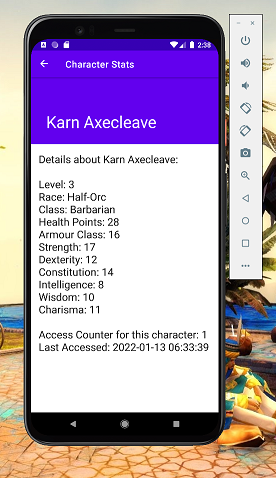 2:38
Character Stats
Karn Axecleave
Details about Karn Axecleave:
Level: 3
Race: Half-Orc
Class: Barbarian
Health Points: 28
Armour Class: 16
Strength: 17
Dexterity: 12
Constitution: 14
Intelligence: 8
Wisdom: 10
Charisma: 11
Access Counter for this character: 1
Last Accessed: 2022-01-13 06:33:39